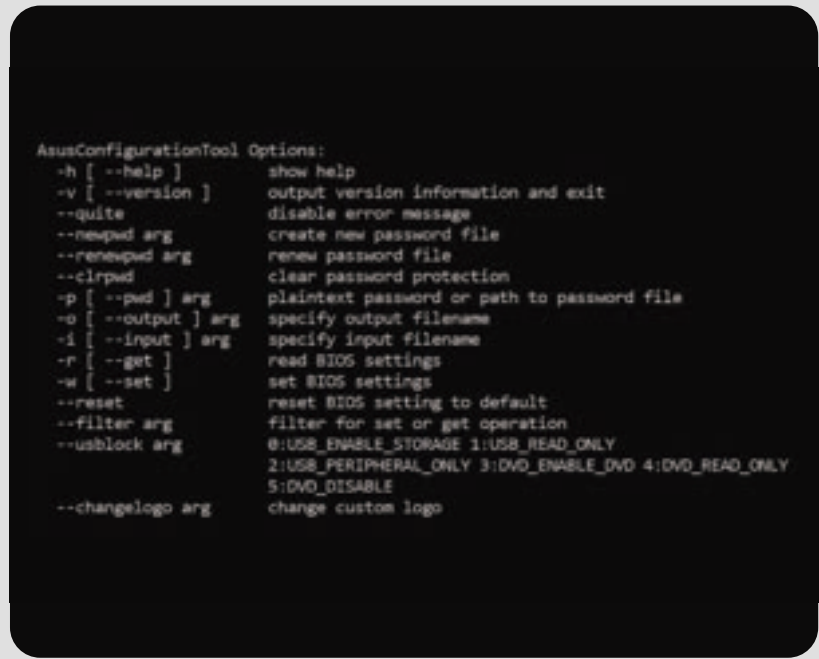 AsusConfigurationTool Options:
-h [ --help ] show help
-v [ --version ] output version information and exit
--quite disable error message
--newpwd arg create new password file
--renewpwd arg renew password file
--clrpwd clear password protection
-p [ --pwd ] arg plaintext password or path to password file
-o [ --output ] arg specify output filename
-i [ --input ] arg specify input filename
-r [ --get ] read BIOS settings
-w [ --set ] set BIOS settings
--reset reset BIOS setting to default
--filter arg filter for set or get operation
--usblock arg 0:USB_ENABLE_STORAGE 1:USB_READ_ONLY
2:USB_PERIPHERAL_ONLY 3:DVD_ENABLE_DVD 4:DVD_READ_ONLY
5:DVD_DISABLE
--changelogo arg change custom logo